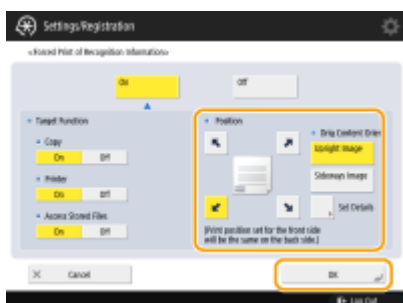 Settings/Registration
<Forced Print of Recognition Information>
On
Off
Target Function
Copy
On
Off
Printer
On
Off
Access Stored Files
On
Off
Position
Orig Content Orien
Upright Image
Sideways Image
Set Details
[Print position set for the front side
will be the same on the back side.]
Cancel
OK
Log Out